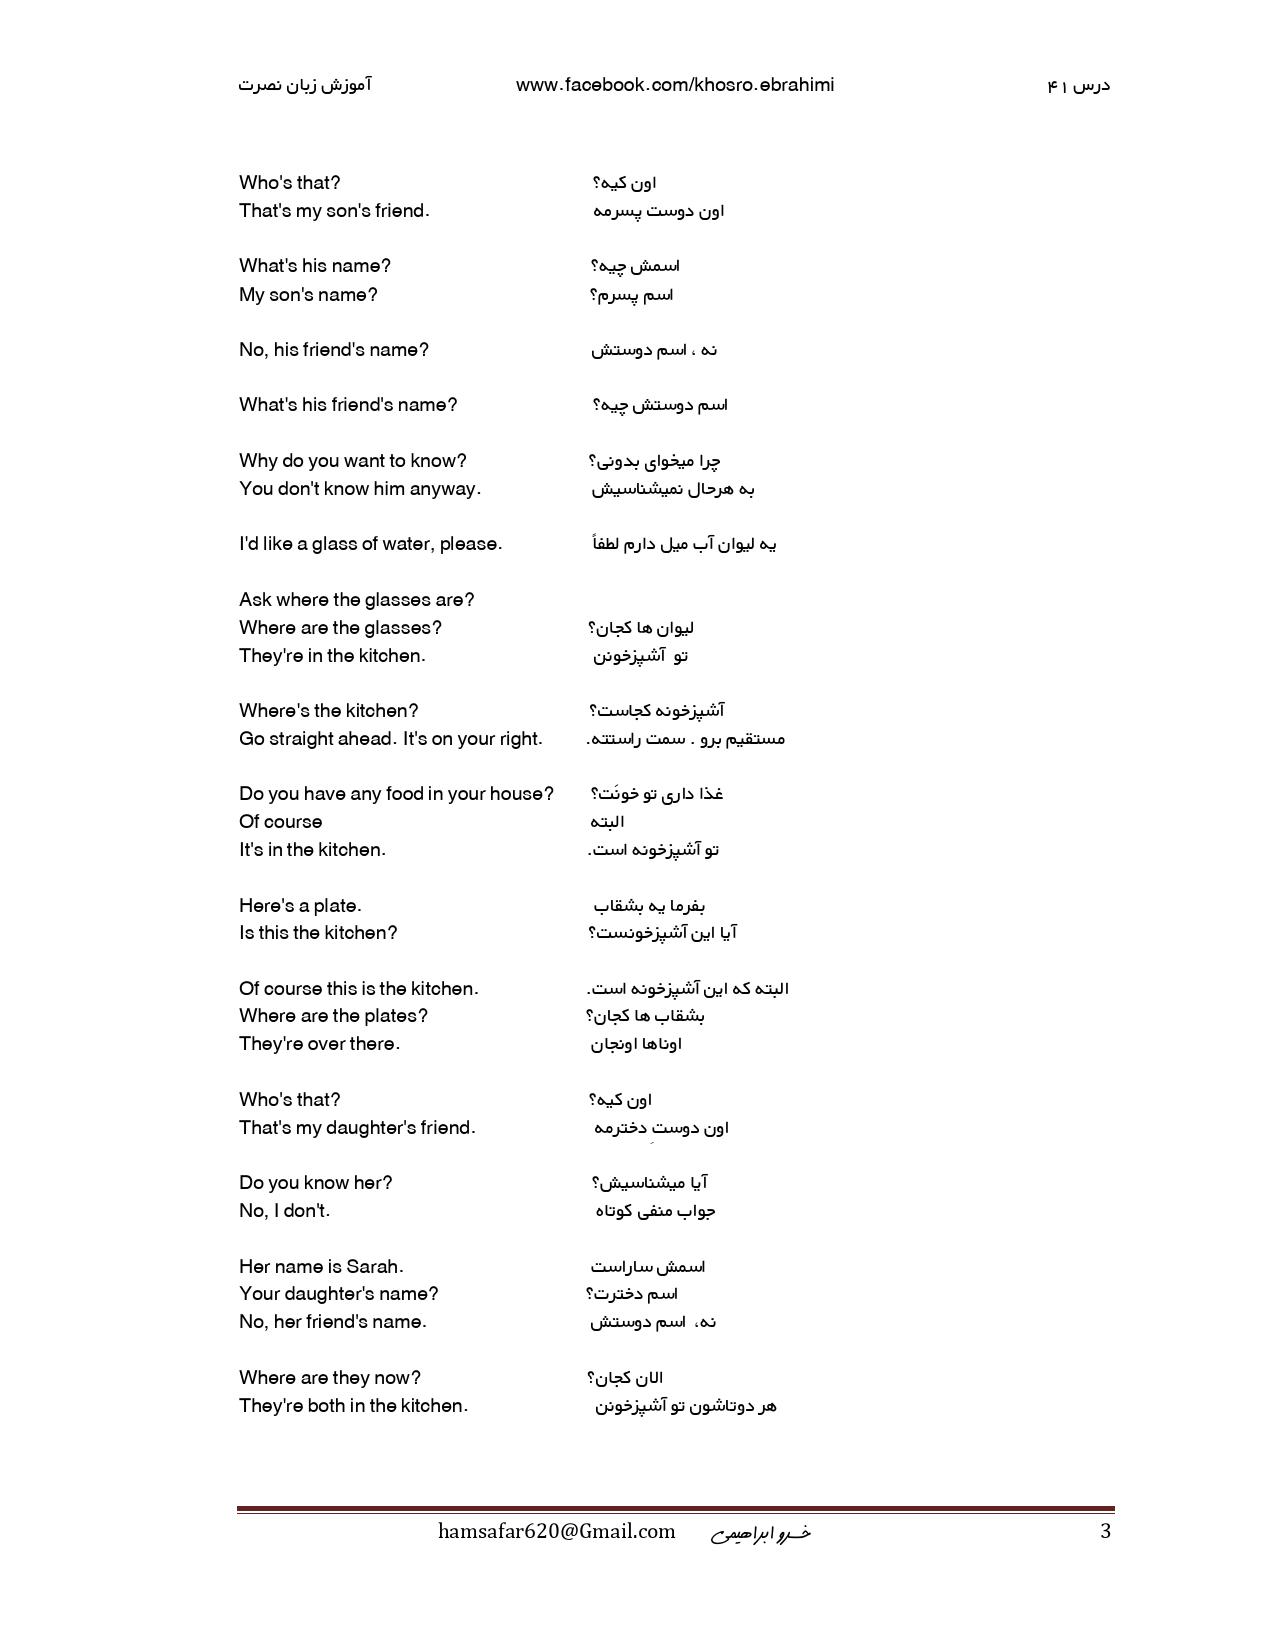 آموزش زبان نصرت www.facebook.com/khosro.ebrahimi درس ۴۱
Who's that? اون کیه؟
That's my son's friend. اون دوست پسرمه
What's his name? اسمش چیه؟
My son's name? اسم پسرم؟
No, his friend's name? نه ، اسم دوستش
What's his friend's name? اسم دوستش چیه؟
Why do you want to know? چرا میخوای بدونی؟
You don't know him anyway. به هرحال نمیشناسیش
I'd like a glass of water, please. یه لیوان آب میل دارم لطفاً
Ask where the glasses are?
Where are the glasses? لیوان ها کجان؟
They're in the kitchen. تو آشپزخونن
Where's the kitchen? آشپزخونه کجاست؟
Go straight ahead. It's on your right. مستقیم برو . سمت راستته.
Do you have any food in your house? غذا داری تو خونَت؟
Of course البته
It's in the kitchen. تو آشپزخونه است.
Here's a plate. بفرما یه بشقاب
Is this the kitchen? آیا این آشپزخونست؟
Of course this is the kitchen. البته که این آشپزخونه است.
Where are the plates? بشقاب ها کجان؟
They're over there. اوناها اونجان
Who's that? اون کیه؟
That's my daughter's friend. اون دوستِ دخترمه
Do you know her? آیا میشناسیش؟
No, I don't. جواب منفی کوتاه
Her name is Sarah. اسمش ساراست
Your daughter's name? اسم دخترت؟
No, her friend's name. نه، اسم دوستش
Where are they now? الان کجان؟
They're both in the kitchen. هر دوتاشون تو آشپزخونن
hamsafar620@Gmail.com خسرو ابراهیمی 3